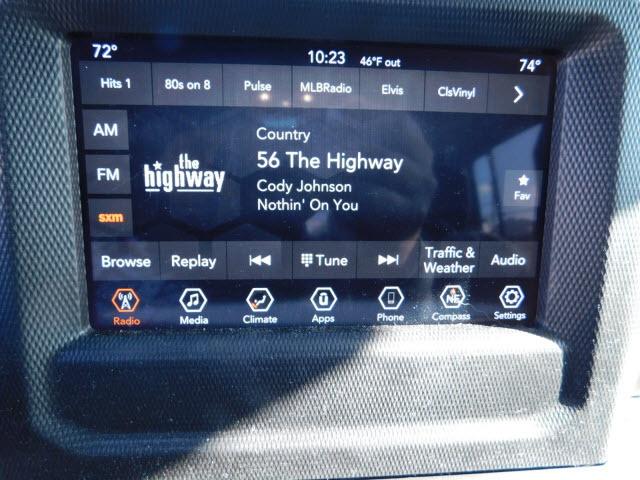 72° 10:23 46°F out 74°
Hits 1 80s on 8 Pulse MLBRadio Elvis ClsVinyl
AM
Country
56 The Highway
the
highway
FM
Cody Johnson
Nothin' On You
Fav
sxm
Browse Replay Tune Traffic & Weather Audio
Radio Media Climate Apps Phone NE Compass Settings